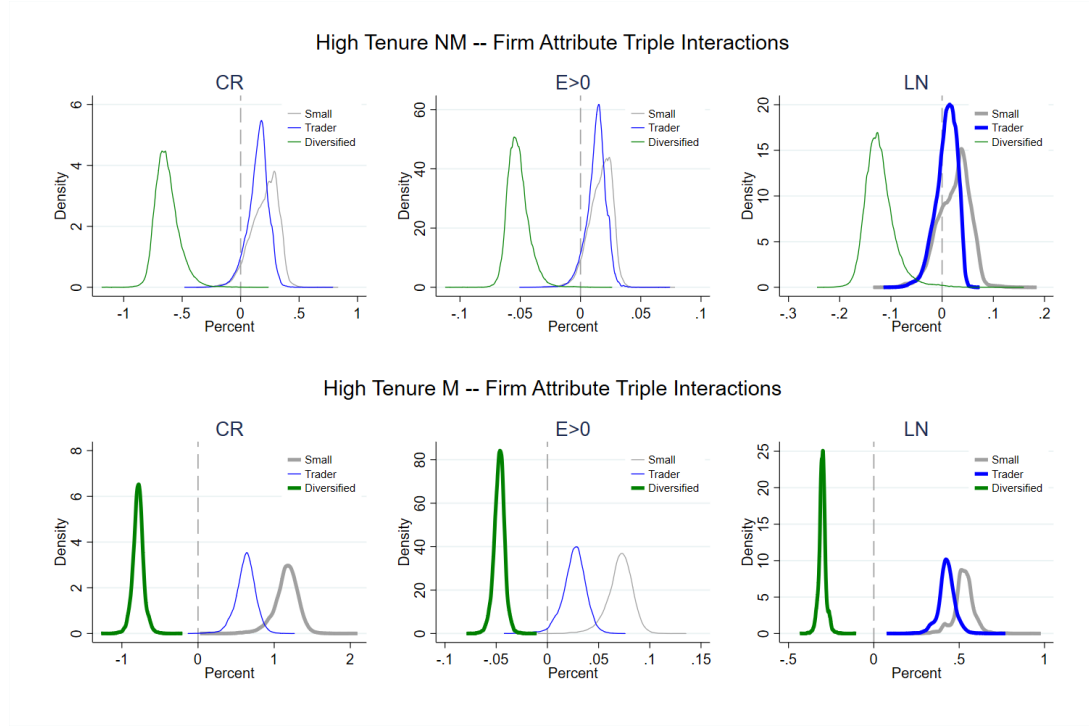 High Tenure NM -- Firm Attribute Triple Interactions
CR
E>0
LN
Density
0
2
4
6
-1
-.5
0
.5
1
Percent
Small
Trader
Diversified
Density
0
20
40
60
-.1
-.05
0
.05
.1
Percent
Small
Trader
Diversified
Density
0
5
10
15
20
-.3
-.2
-.1
0
.1
.2
Percent
Small
Trader
Diversified
High Tenure M -- Firm Attribute Triple Interactions
CR
E>0
LN
Density
0
2
4
6
8
-1
0
1
2
Percent
Small
Trader
Diversified
Density
0
20
40
60
80
-.1
-.05
0
.05
.1
.15
Percent
Small
Trader
Diversified
Density
0
5
10
15
20
25
-.5
0
.5
1
Percent
Small
Trader
Diversified